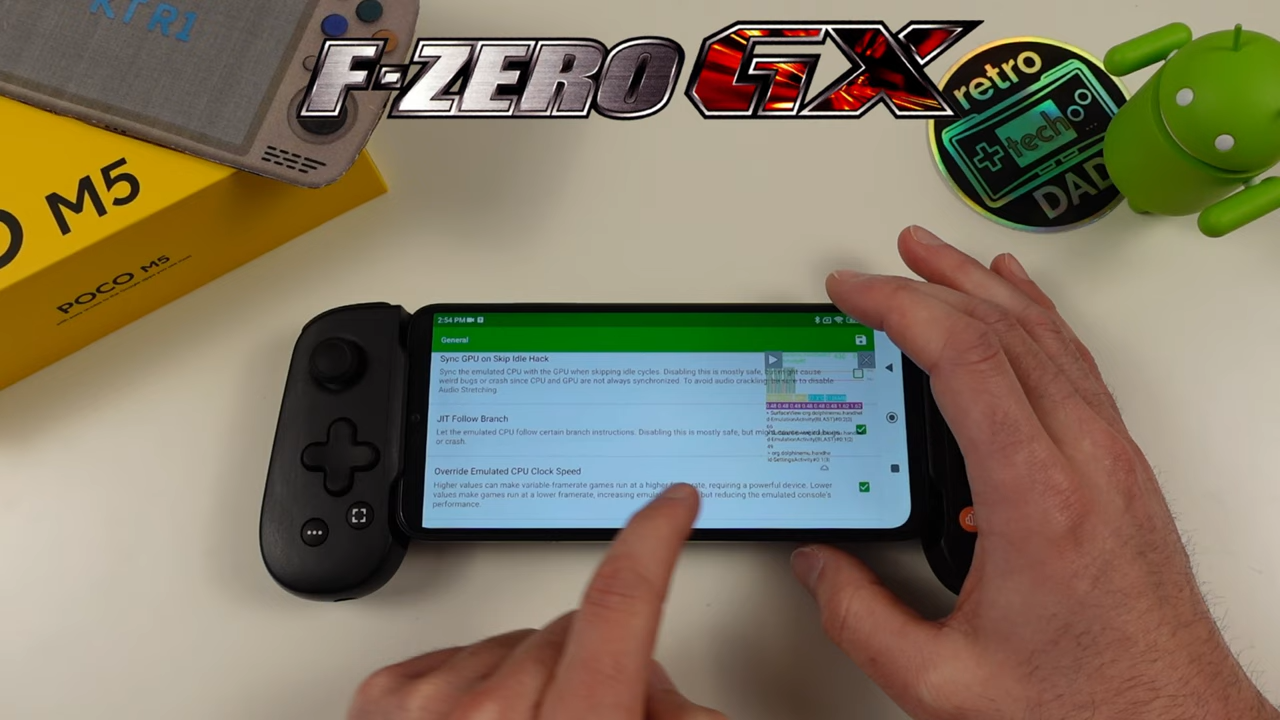 KTR1
F-ZERO GX
retro
tech
DAD
O M5
POCO M5
2:54 PM
General
Sync GPU on Skip Idle Hack
Sync the emulated CPU with the GPU when skipping idle cycles. Disabling this is mostly safe, but might cause
weird bugs or crash since CPU and GPU are not always synchronized. To avoid audio crackling, be sure to disable
Audio Stretching.
JIT Follow Branch
Let the emulated CPU follow certain branch instructions. Disabling this is mostly safe, but might cause weird bugs
or crash.
Override Emulated CPU Clock Speed
Higher values can make variable-framerate games run at a higher framerate, requiring a powerful device. Lower
values make games run at a lower framerate, increasing but reducing the emulated console's
performance.